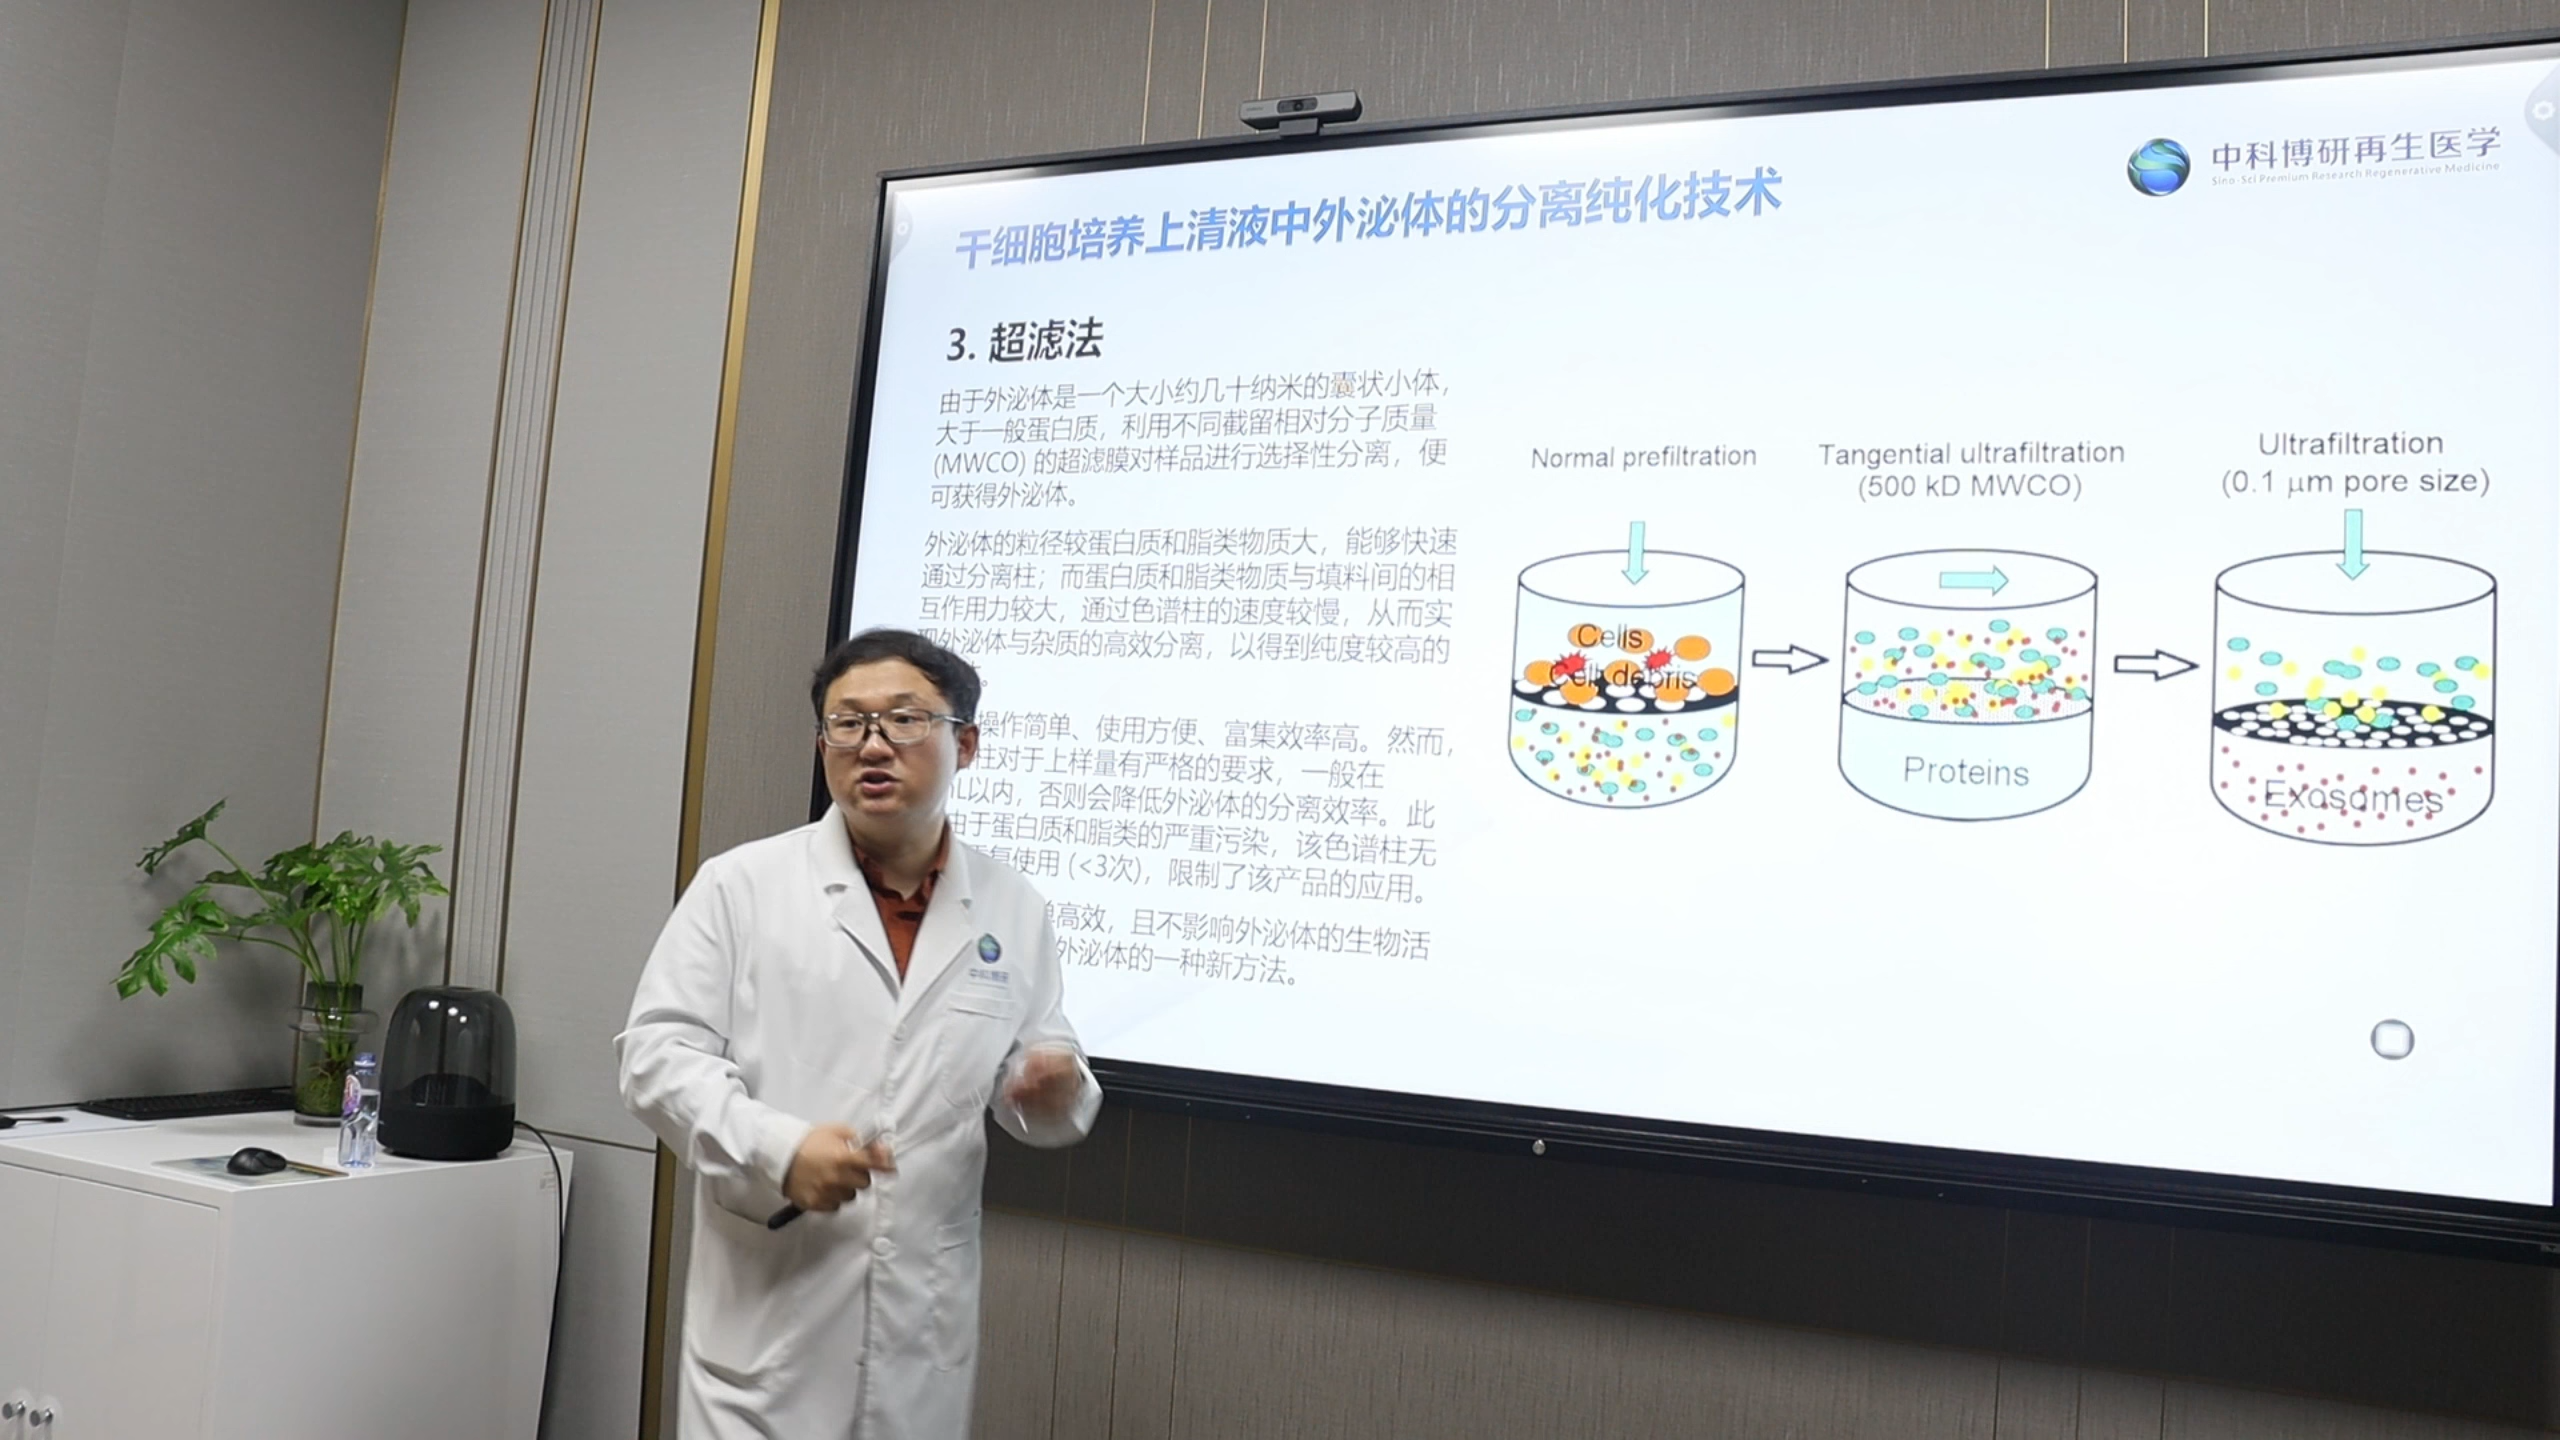 中科博研再生医学
Sino-Sci Premium Research Regenerative Medicine
干细胞培养上清液中外泌体的分离纯化技术
3. 超滤法
由于外泌体是一个大小约几十纳米的囊状小体，
大于一般蛋白质，利用不同截留相对分子质量
(MWCO) 的超滤膜对样品进行选择性分离，便
可获得外泌体。
外泌体的粒径较蛋白质和脂类物质大，能够快速
通过分离柱；而蛋白质和脂类物质与填料间的相
互作用力较大，通过色谱柱的速度较慢，从而实
现外泌体与杂质的高效分离，以得到纯度较高的
操作简单、使用方便、富集效率高。然而，
柱对于上样量有严格的要求，一般在
以内，否则会降低外泌体的分离效率。此
由于蛋白质和脂类的严重污染，该色谱柱无
重复使用 (<3次)，限制了该产品的应用。
高效，且不影响外泌体的生物活
外泌体的一种新方法。
Normal prefiltration
Cells
Cell debris
Tangential ultrafiltration
(500 kD MWCO)
Proteins
Ultrafiltration
(0.1 μm pore size)
Exosomes
中科博研